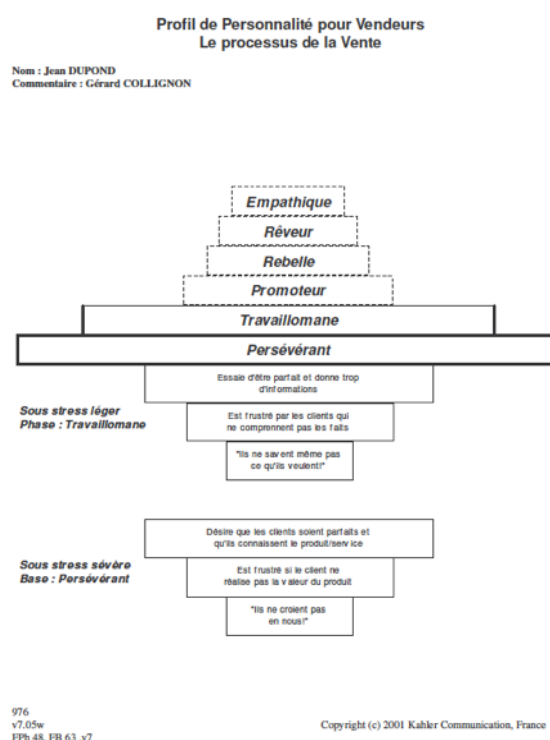 Profil de Personnalité pour Vendeurs
Le processus de la Vente
Nom : Jean DUPOND
Commentaire : Gérard COLLIGNON
Empathique
Rêveur
Rebelle
Promoteur
Travaillomane
Persévérant
Essaie d'être parfait et donne trop
d'informations
Sous stress léger
Phase : Travaillomane
Est frustré par les clients qui
ne comprennent pas les faits
"Ils ne savent même pas
ce qu'ils veulent!"
Désire que les clients soient parfaits et
qu'ils connaissent le produit/service
Sous stress sévère
Base : Persévérant
Est frustré si le client ne
réalise pas la valeur du produit
"Ils ne croient pas
en nous!"
976
v7.05w
FPh 48, FB 63, v7
Copyright (c) 2001 Kahler Communication, France